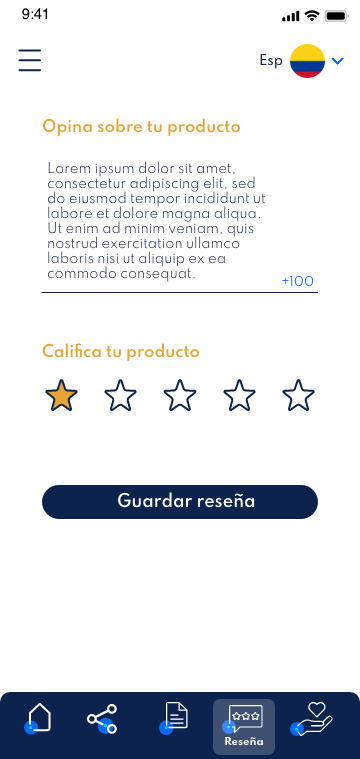 9:41
Esp
Opina sobre tu producto
Lorem ipsum dolor sit amet,
consectetur adipiscing elit, sed
do eiusmod tempor incididunt ut
labore et dolore magna aliqua.
Ut enim ad minim veniam, quis
nostrud exercitation ullamco
laboris nisi ut aliquip ex ea
commodo consequat.
+100
Califica tu producto
Guardar reseña
Reseña